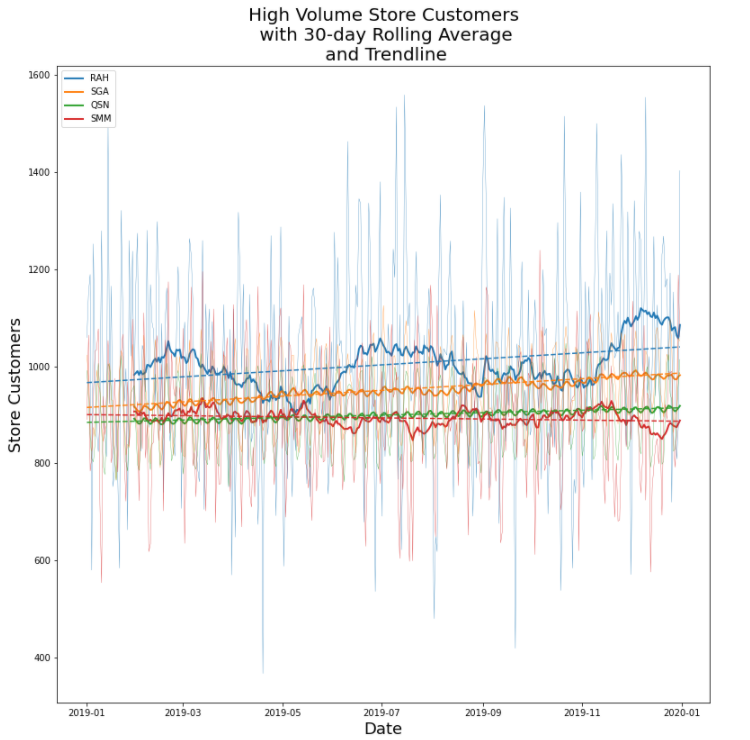 High Volume Store Customers
with 30-day Rolling Average
and Trendline
RAH
SGA
QSN
SMM
Store Customers
1600
1400
1200
1000
800
600
400
2019-01 2019-03 2019-05 2019-07 2019-09 2019-11 2020-01
Date